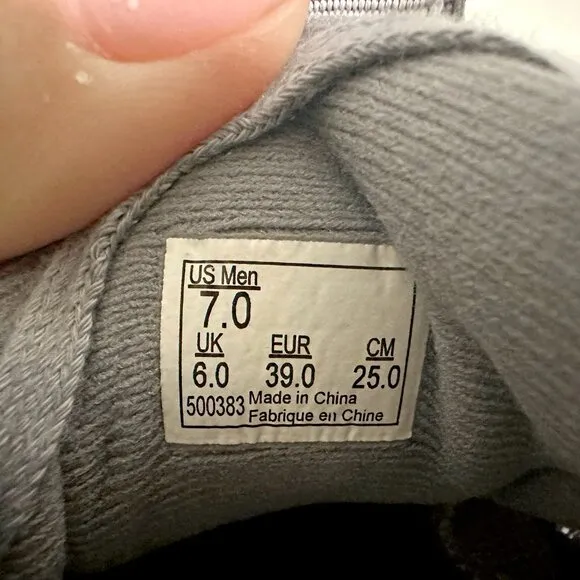 US Men
7.0
UK EUR CM
6.0 39.0 25.0
500383 Made in China
Fabrique en Chine